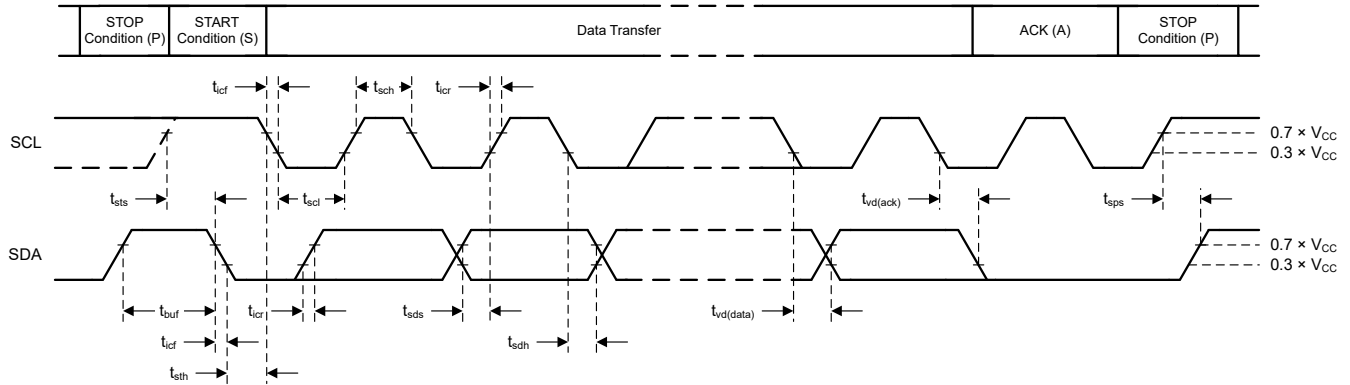 STOP
Condition (P)
START
Condition (S)
Data Transfer
ACK (A)
STOP
Condition (P)
t_icf
t_sch
t_icr
SCL
0.7 × V_CC
0.3 × V_CC
t_sts
t_scl
t_vd(ack)
t_sps
SDA
0.7 × V_CC
0.3 × V_CC
t_buf
t_icr
t_sds
t_vd(data)
t_icf
t_sdh
t_sth